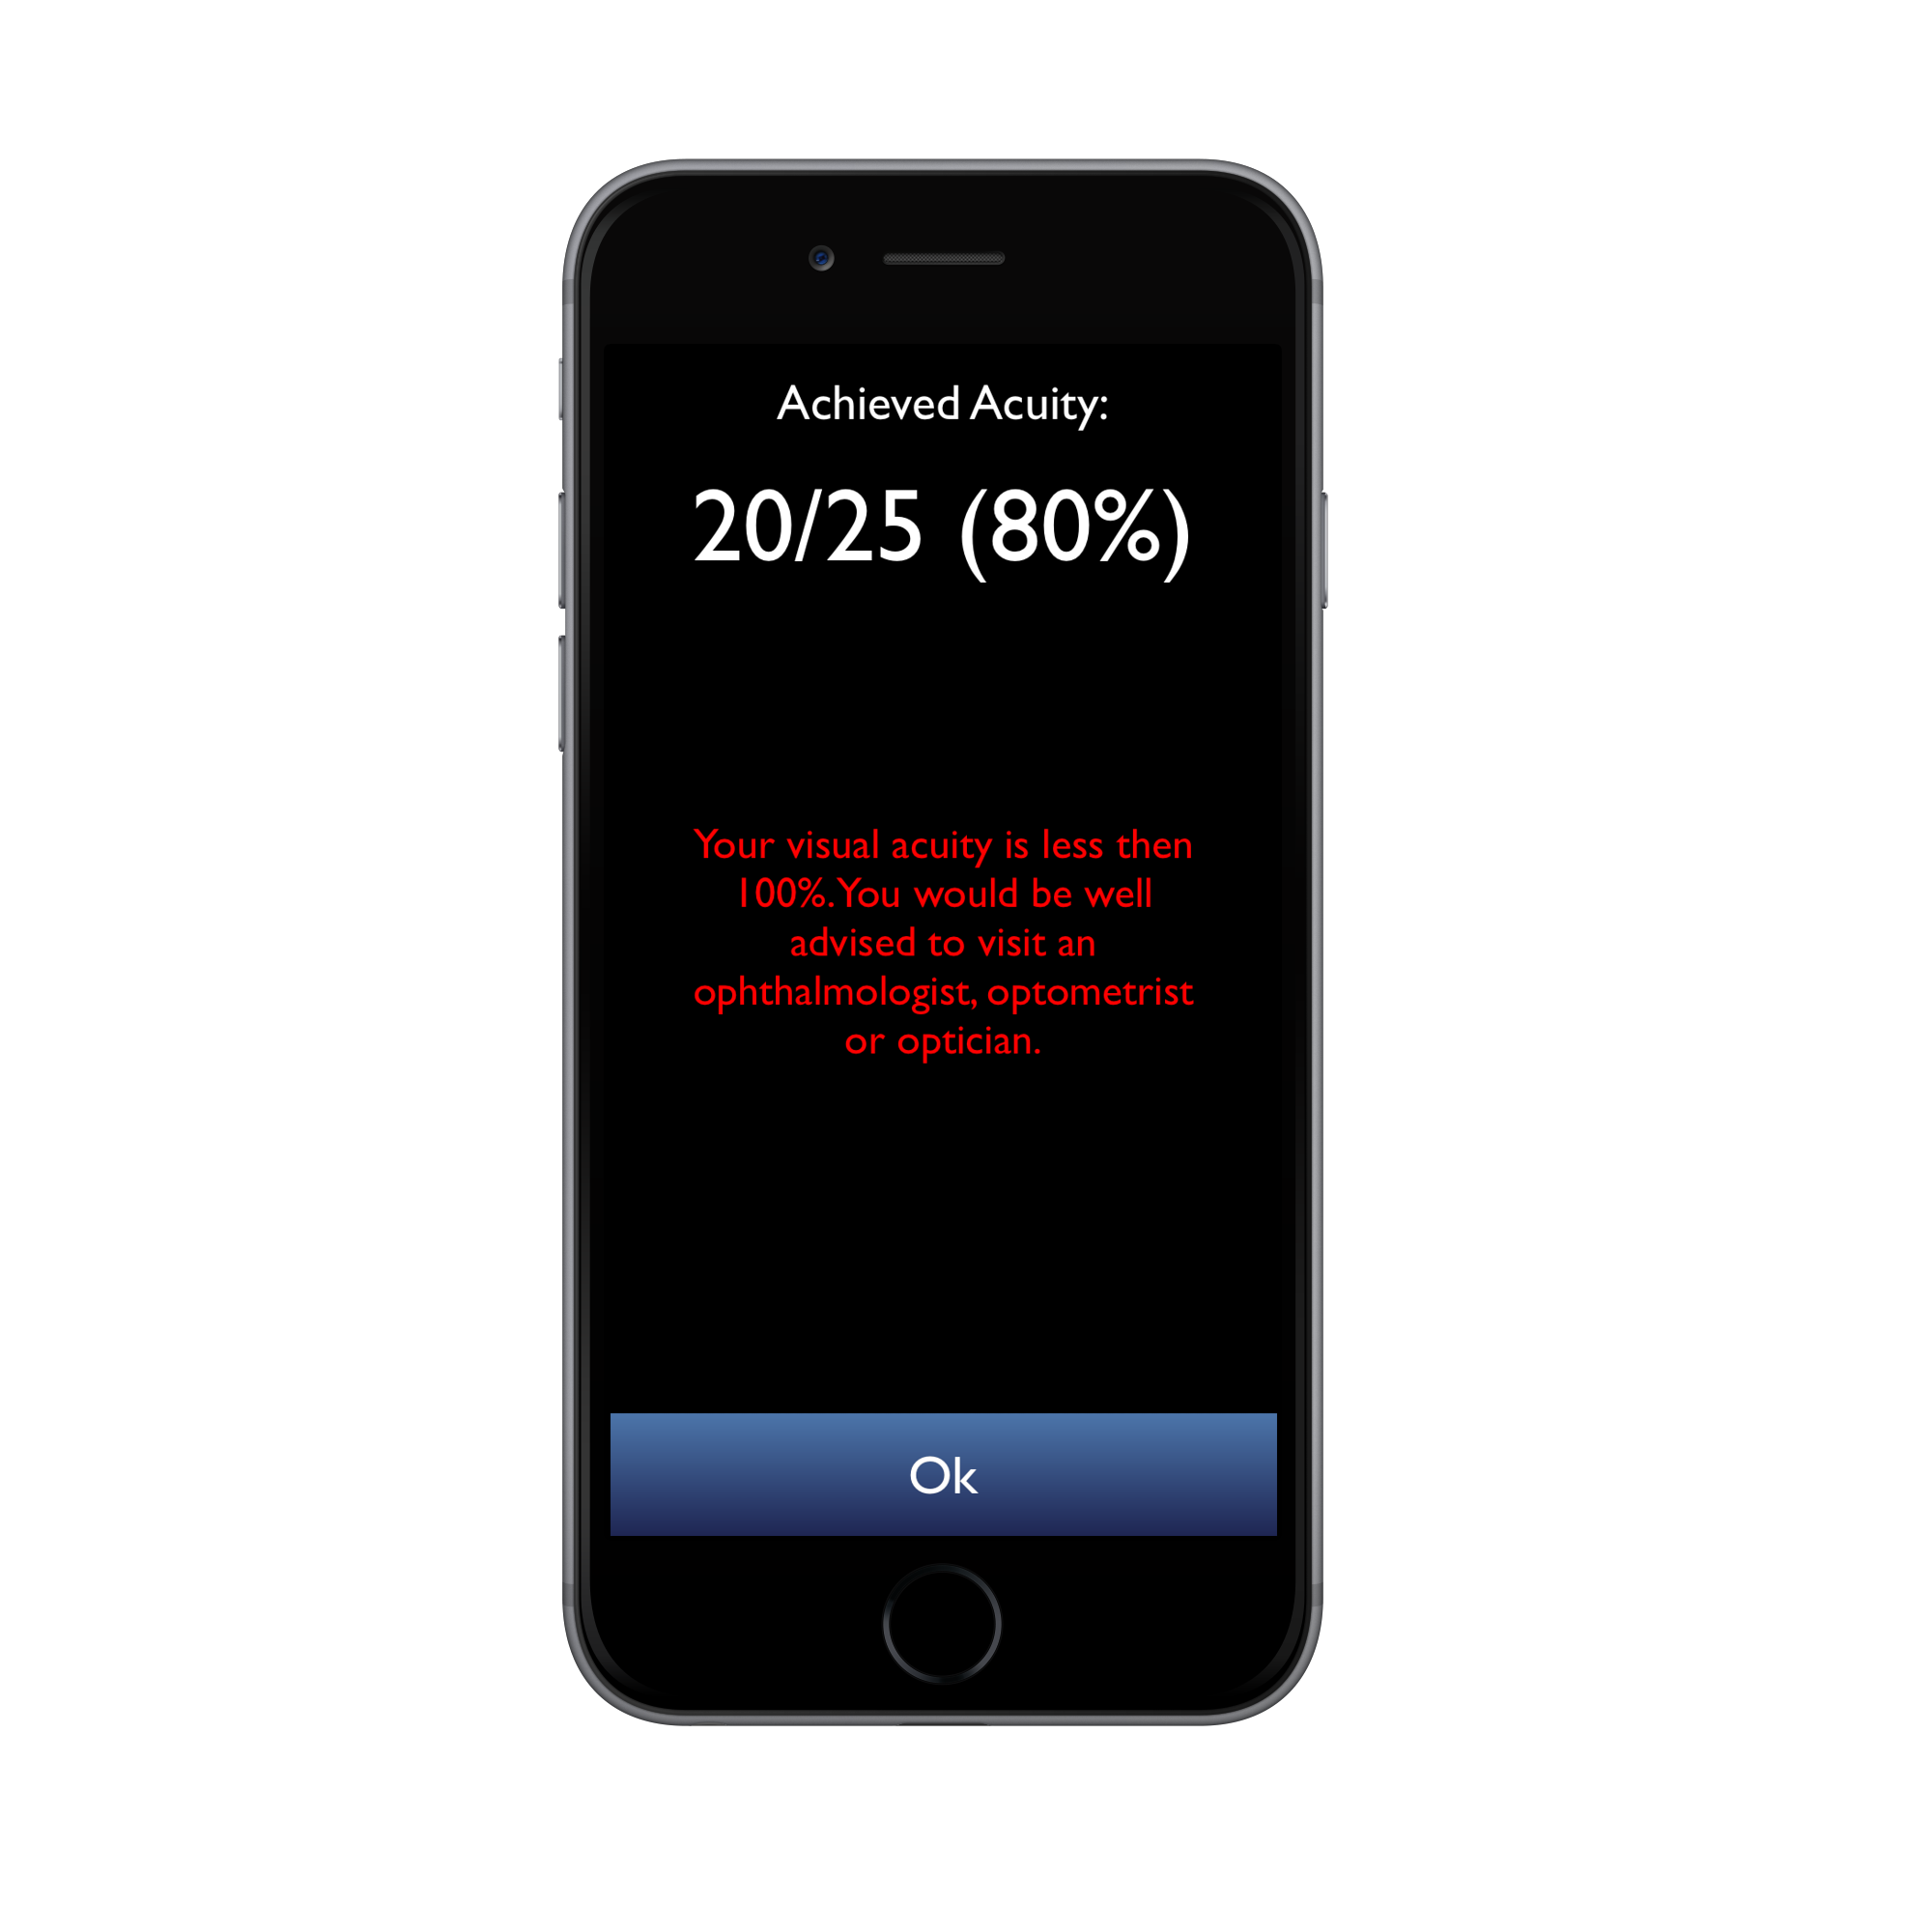 Achieved Acuity:
20/25 (80%)
Your visual acuity is less then
100%. You would be well
advised to visit an
ophthalmologist, optometrist
or optician.
Ok